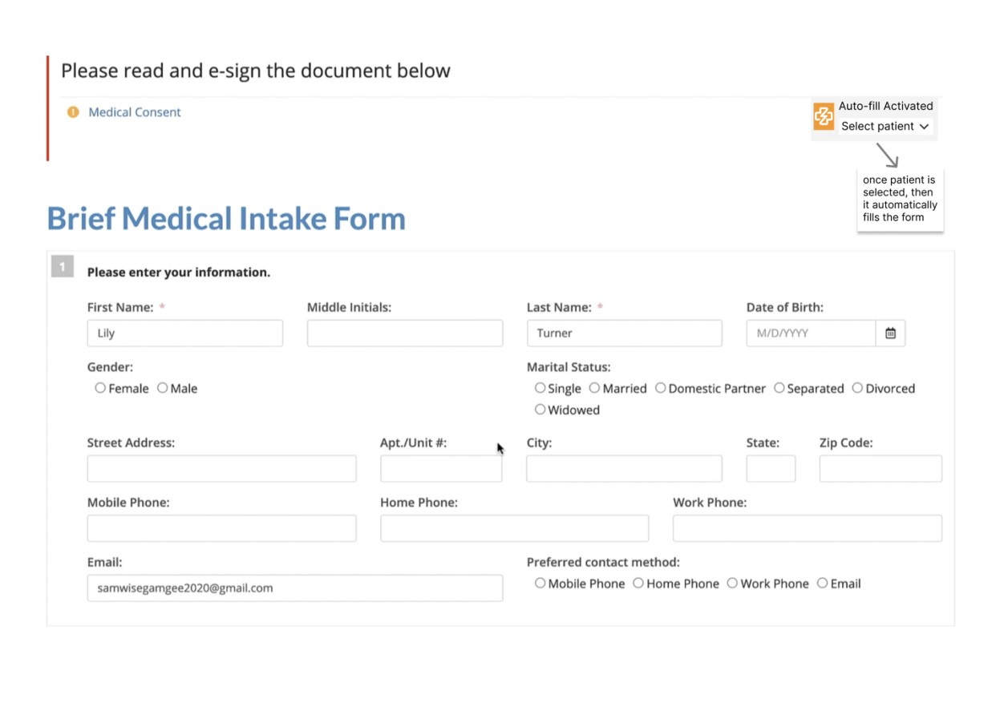 Please read and e-sign the document below
! Medical Consent
Auto-fill Activated
Select patient
once patient is
selected, then
it automatically
fills the form
Brief Medical Intake Form
1 Please enter your information.
First Name: * Middle Initials: Last Name: * Date of Birth:
Lily Turner M/D/YYYY
Gender: Marital Status:
Female Male Single Married Domestic Partner Separated Divorced
Widowed
Street Address: Apt./Unit #: City: State: Zip Code:
Mobile Phone: Home Phone: Work Phone:
Email: Preferred contact method:
samwisegamgee2020@gmail.com Mobile Phone Home Phone Work Phone Email